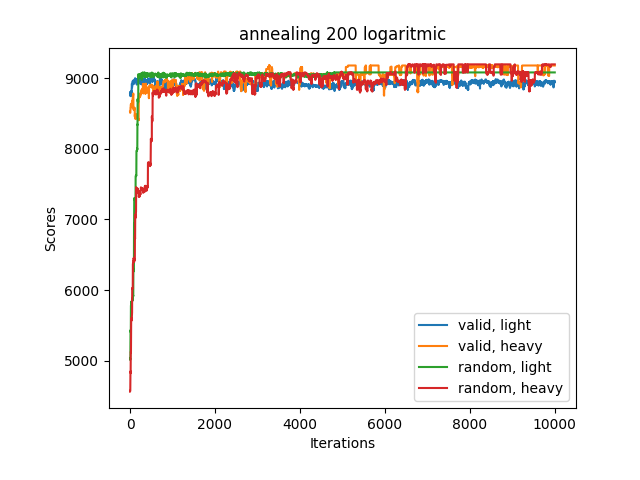 annealing 200 logaritmic
Scores
9000
8000
7000
6000
5000
0
2000
4000
6000
8000
10000
Iterations
valid, light
valid, heavy
random, light
random, heavy